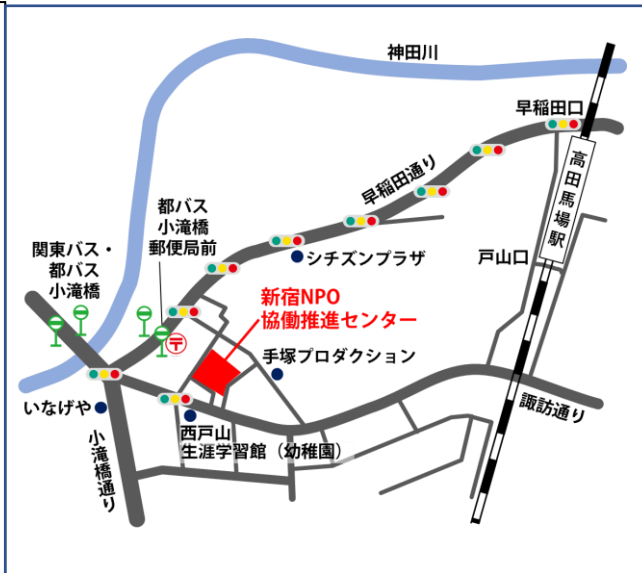 神田川
早稲田口
高田馬場駅
早稲田通り
都バス
小滝橋
郵便局前
関東バス・
都バス
小滝橋
シチズンプラザ
戸山口
新宿NPO
協働推進センター
〒
手塚プロダクション
いなげや
西戸山
生涯学習館（幼稚園）
諏訪通り
小滝橋通り